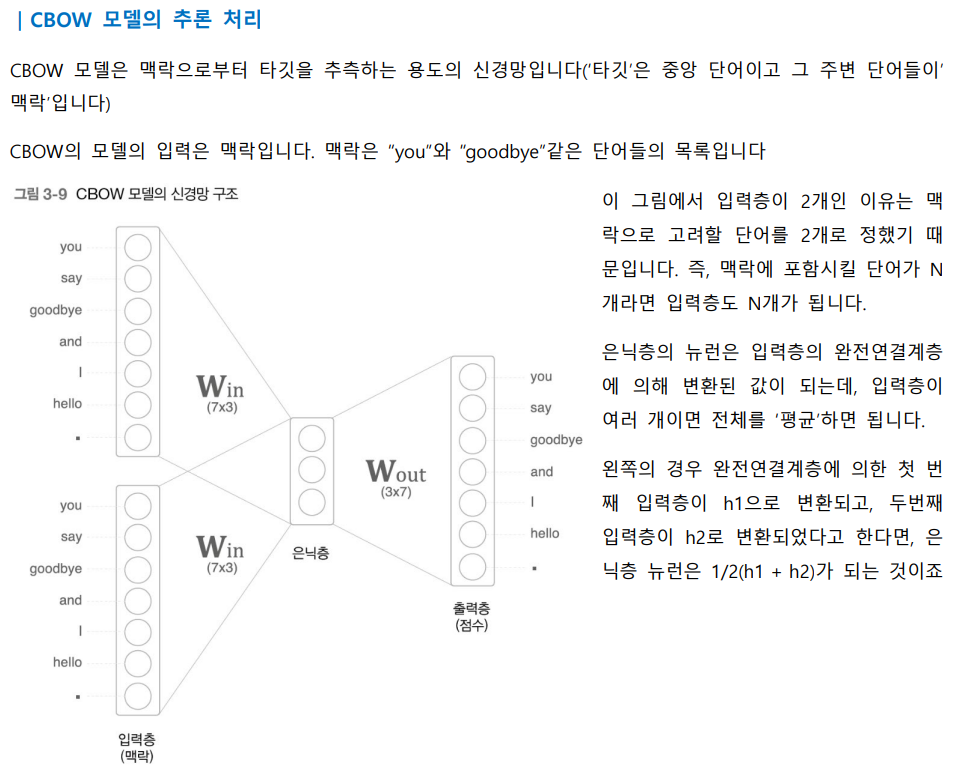 | CBOW 모델의 추론 처리
CBOW 모델은 맥락으로부터 타깃을 추측하는 용도의 신경망입니다(‘타깃’은 중앙 단어이고 그 주변 단어들이’
맥락’입니다)
CBOW의 모델의 입력은 맥락입니다. 맥락은 ”you”와 ”goodbye”같은 단어들의 목록입니다
그림 3-9 CBOW 모델의 신경망 구조
you
say
goodbye
and
I
hello
.
Win
(7x3)
you
say
goodbye
and
I
hello
.
Win
(7x3)
입력층
(맥락)
은닉층
Wout
(3x7)
you
say
goodbye
and
I
hello
.
출력층
(점수)
이 그림에서 입력층이 2개인 이유는 맥
락으로 고려할 단어를 2개로 정했기 때
문입니다. 즉, 맥락에 포함시킬 단어가 N
개라면 입력층도 N개가 됩니다.
은닉층의 뉴런은 입력층의 완전연결계층
에 의해 변환된 값이 되는데, 입력층이
여러 개이면 전체를 ‘평균’하면 됩니다.
왼쪽의 경우 완전연결계층에 의한 첫 번
째 입력층이 h1으로 변환되고, 두번째
입력층이 h2로 변환되었다고 한다면, 은
닉층 뉴런은 1/2(h1 + h2)가 되는 것이죠